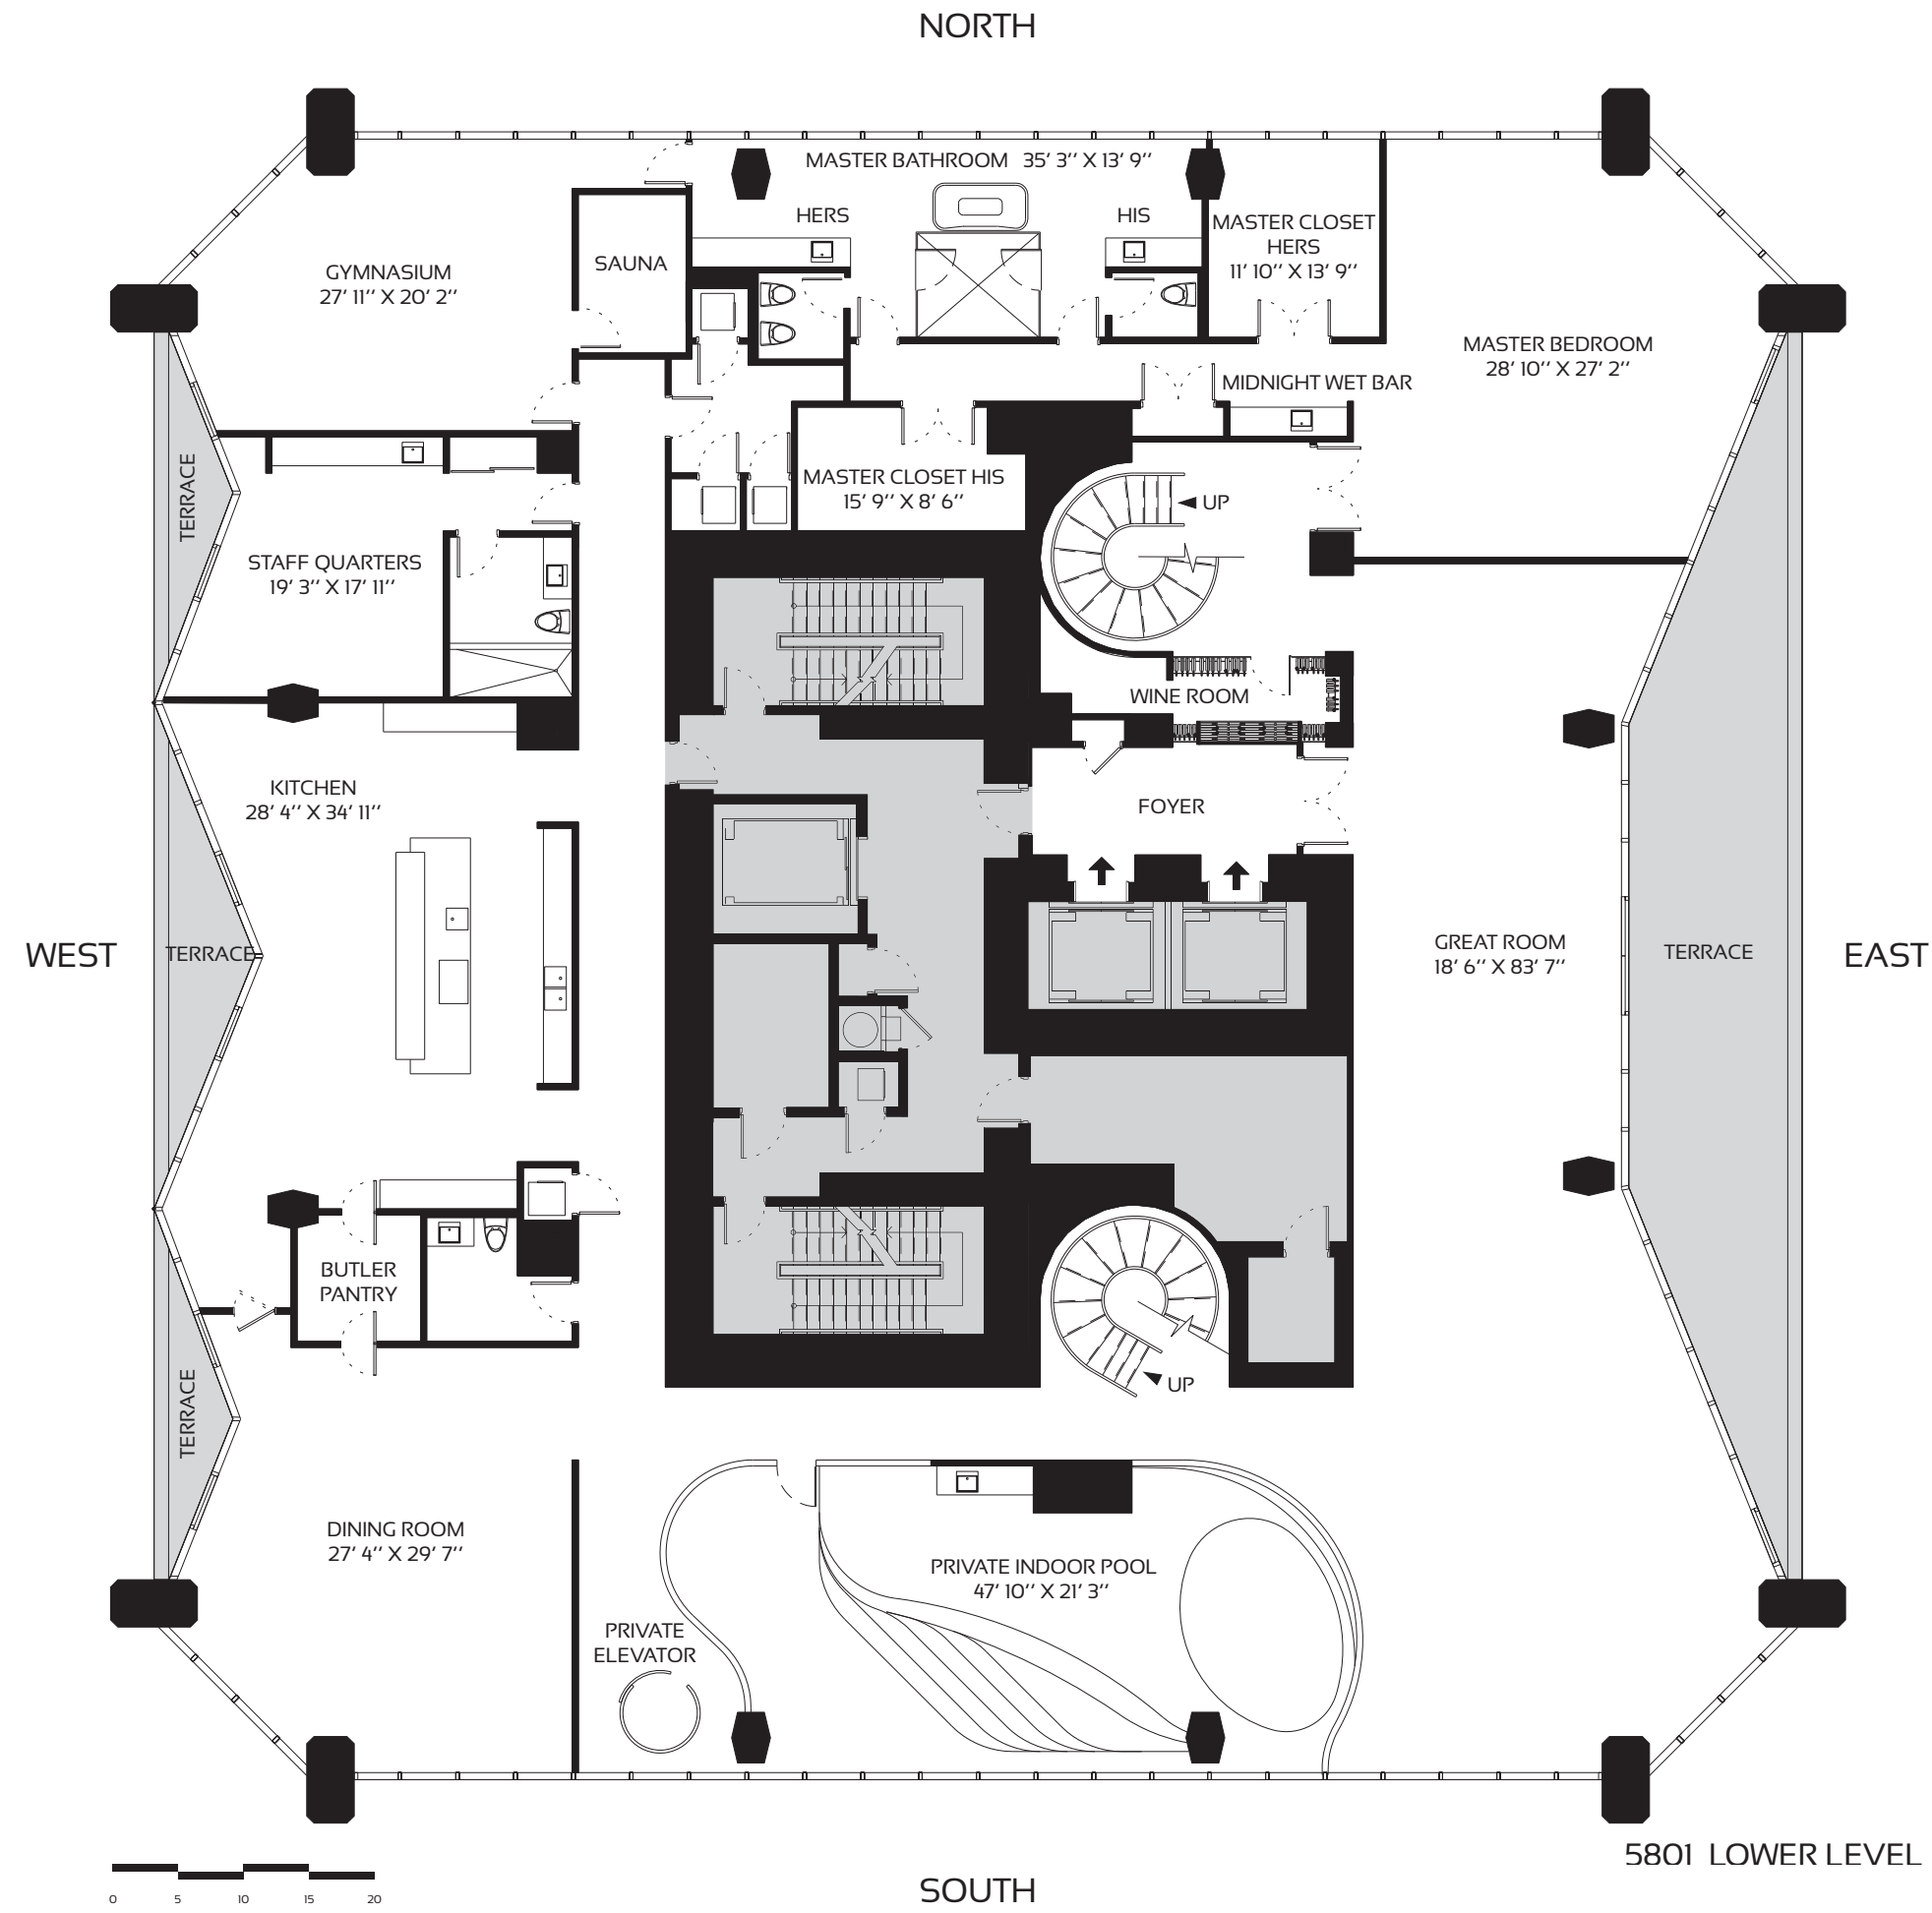 NORTH
MASTER BATHROOM 35' 3'' X 13' 9''
HERS
HIS
MASTER CLOSET
HERS
11' 10'' X 13' 9''
SAUNA
GYMNASIUM
27' 11'' X 20' 2''
MASTER BEDROOM
28' 10'' X 27' 2''
MIDNIGHT WET BAR
TERRACE
MASTER CLOSET HIS
15' 9'' X 8' 6''
UP
STAFF QUARTERS
19' 3'' X 17' 11''
WINE ROOM
KITCHEN
28' 4'' X 34' 11''
FOYER
WEST
TERRACE
GREAT ROOM
18' 6'' X 83' 7''
TERRACE
EAST
BUTLER
PANTRY
TERRACE
UP
DINING ROOM
27' 4'' X 29' 7''
PRIVATE INDOOR POOL
47' 10'' X 21' 3''
PRIVATE
ELEVATOR
5801 LOWER LEVEL
0 5 10 15 20
SOUTH